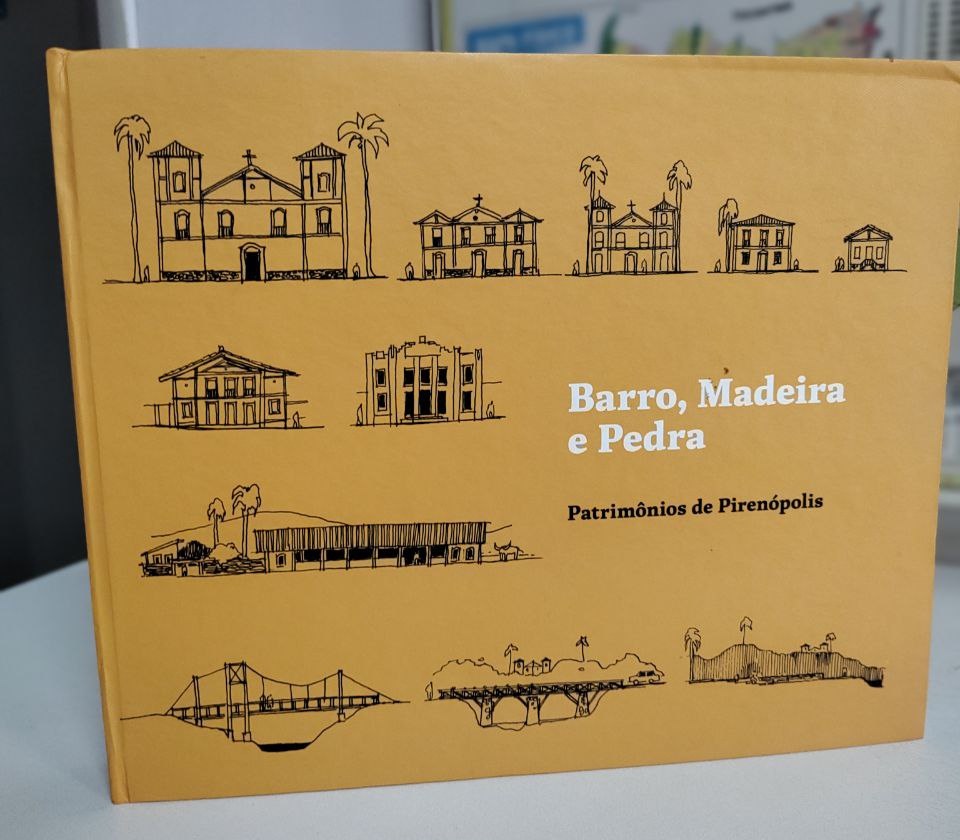 Barro, Madeira
e Pedra
Patrimônios de Pirenópolis